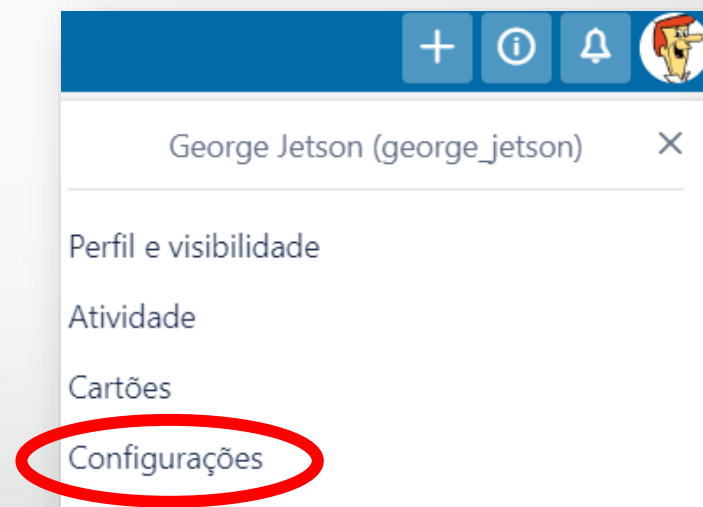 George Jetson (george_jetson)
Perfil e visibilidade
Atividade
Cartões
Configurações